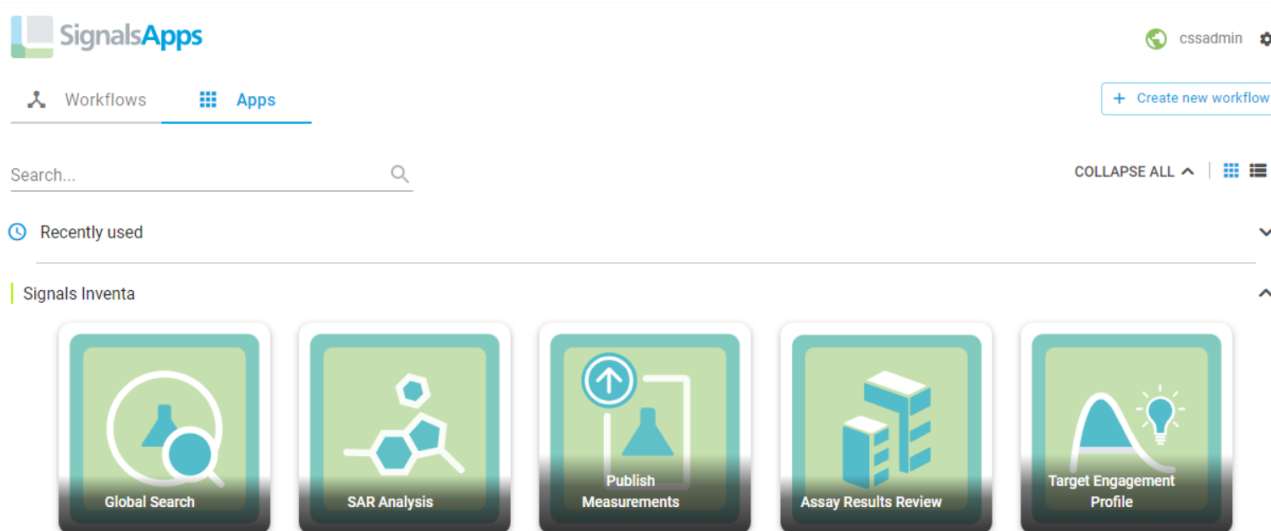 SignalsApps
cssadmin
Workflows
Apps
+ Create new workflow
Search...
COLLAPSE ALL
Recently used
Signals Inventa
Global Search
SAR Analysis
Publish
Measurements
Assay Results Review
Target Engagement
Profile